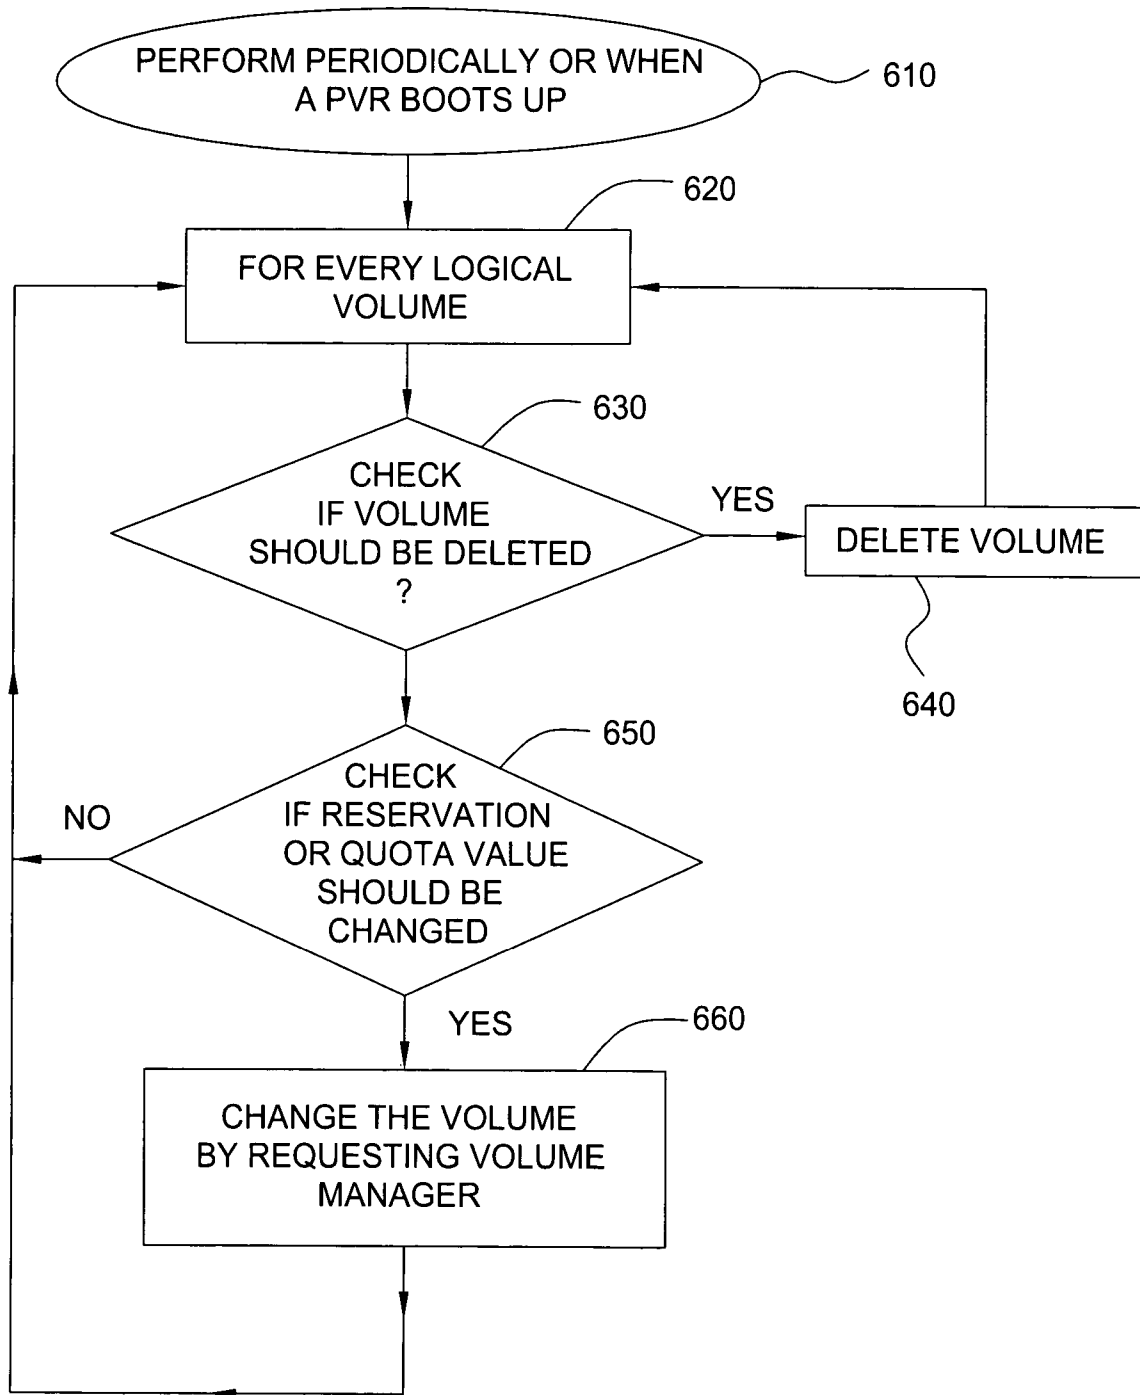 PERFORM PERIODICALLY OR WHEN
A PVR BOOTS UP
610
620
FOR EVERY LOGICAL
VOLUME
630
CHECK
IF VOLUME
SHOULD BE DELETED
?
YES
DELETE VOLUME
640
650
CHECK
IF RESERVATION
OR QUOTA VALUE
SHOULD BE
CHANGED
NO
YES
660
CHANGE THE VOLUME
BY REQUESTING VOLUME
MANAGER